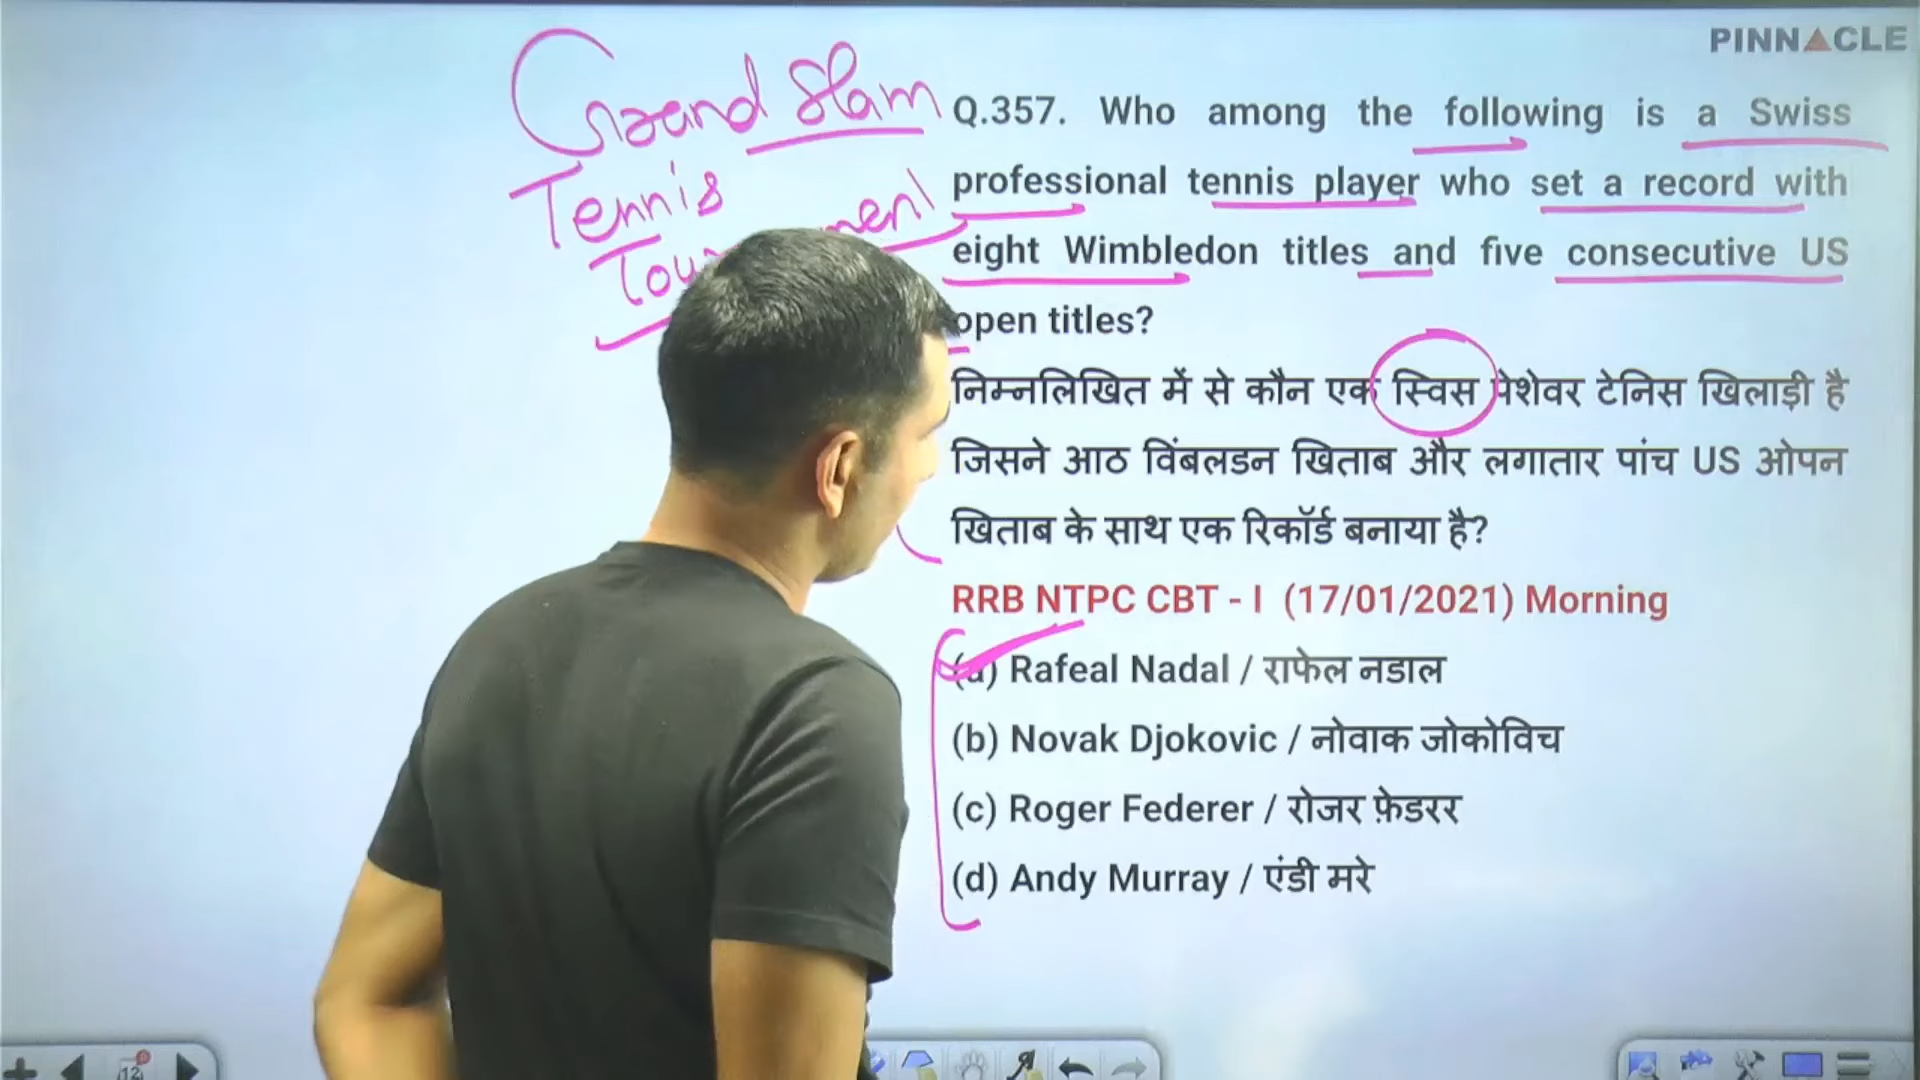 PINNACLE
Grand Slam
Tennis
Q.357. Who among the following is a Swiss
professional tennis player who set a record with
eight Wimbledon titles and five consecutive US
open titles?
निम्नलिखित में से कौन एक स्विस पेशेवर टेनिस खिलाड़ी है
जिसने आठ विंबलडन खिताब और लगातार पांच US ओपन
खिताब के साथ एक रिकॉर्ड बनाया है?
RRB NTPC CBT - I (17/01/2021) Morning
(a) Rafeal Nadal / राफेल नडाल
(b) Novak Djokovic / नोवाक जोकोविच
(c) Roger Federer / रोजर फ़ेडरर
(d) Andy Murray / एंडी मरे
12